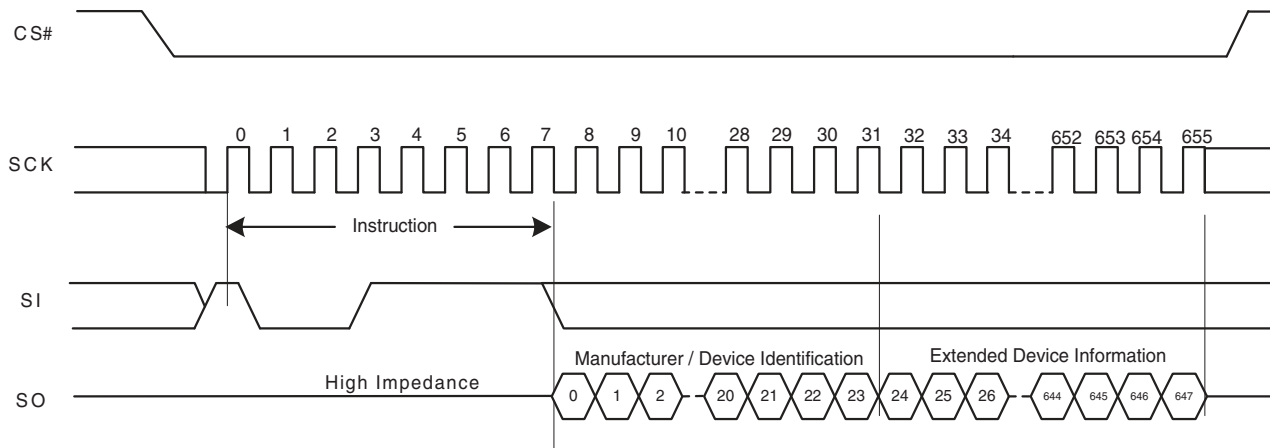 CS#
SCK
0 1 2 3 4 5 6 7 8 9 10 28 29 30 31 32 33 34 652 653 654 655
Instruction
SI
SO
High Impedance
Manufacturer / Device Identification
Extended Device Information
0 1 2 20 21 22 23 24 25 26 644 645 646 647